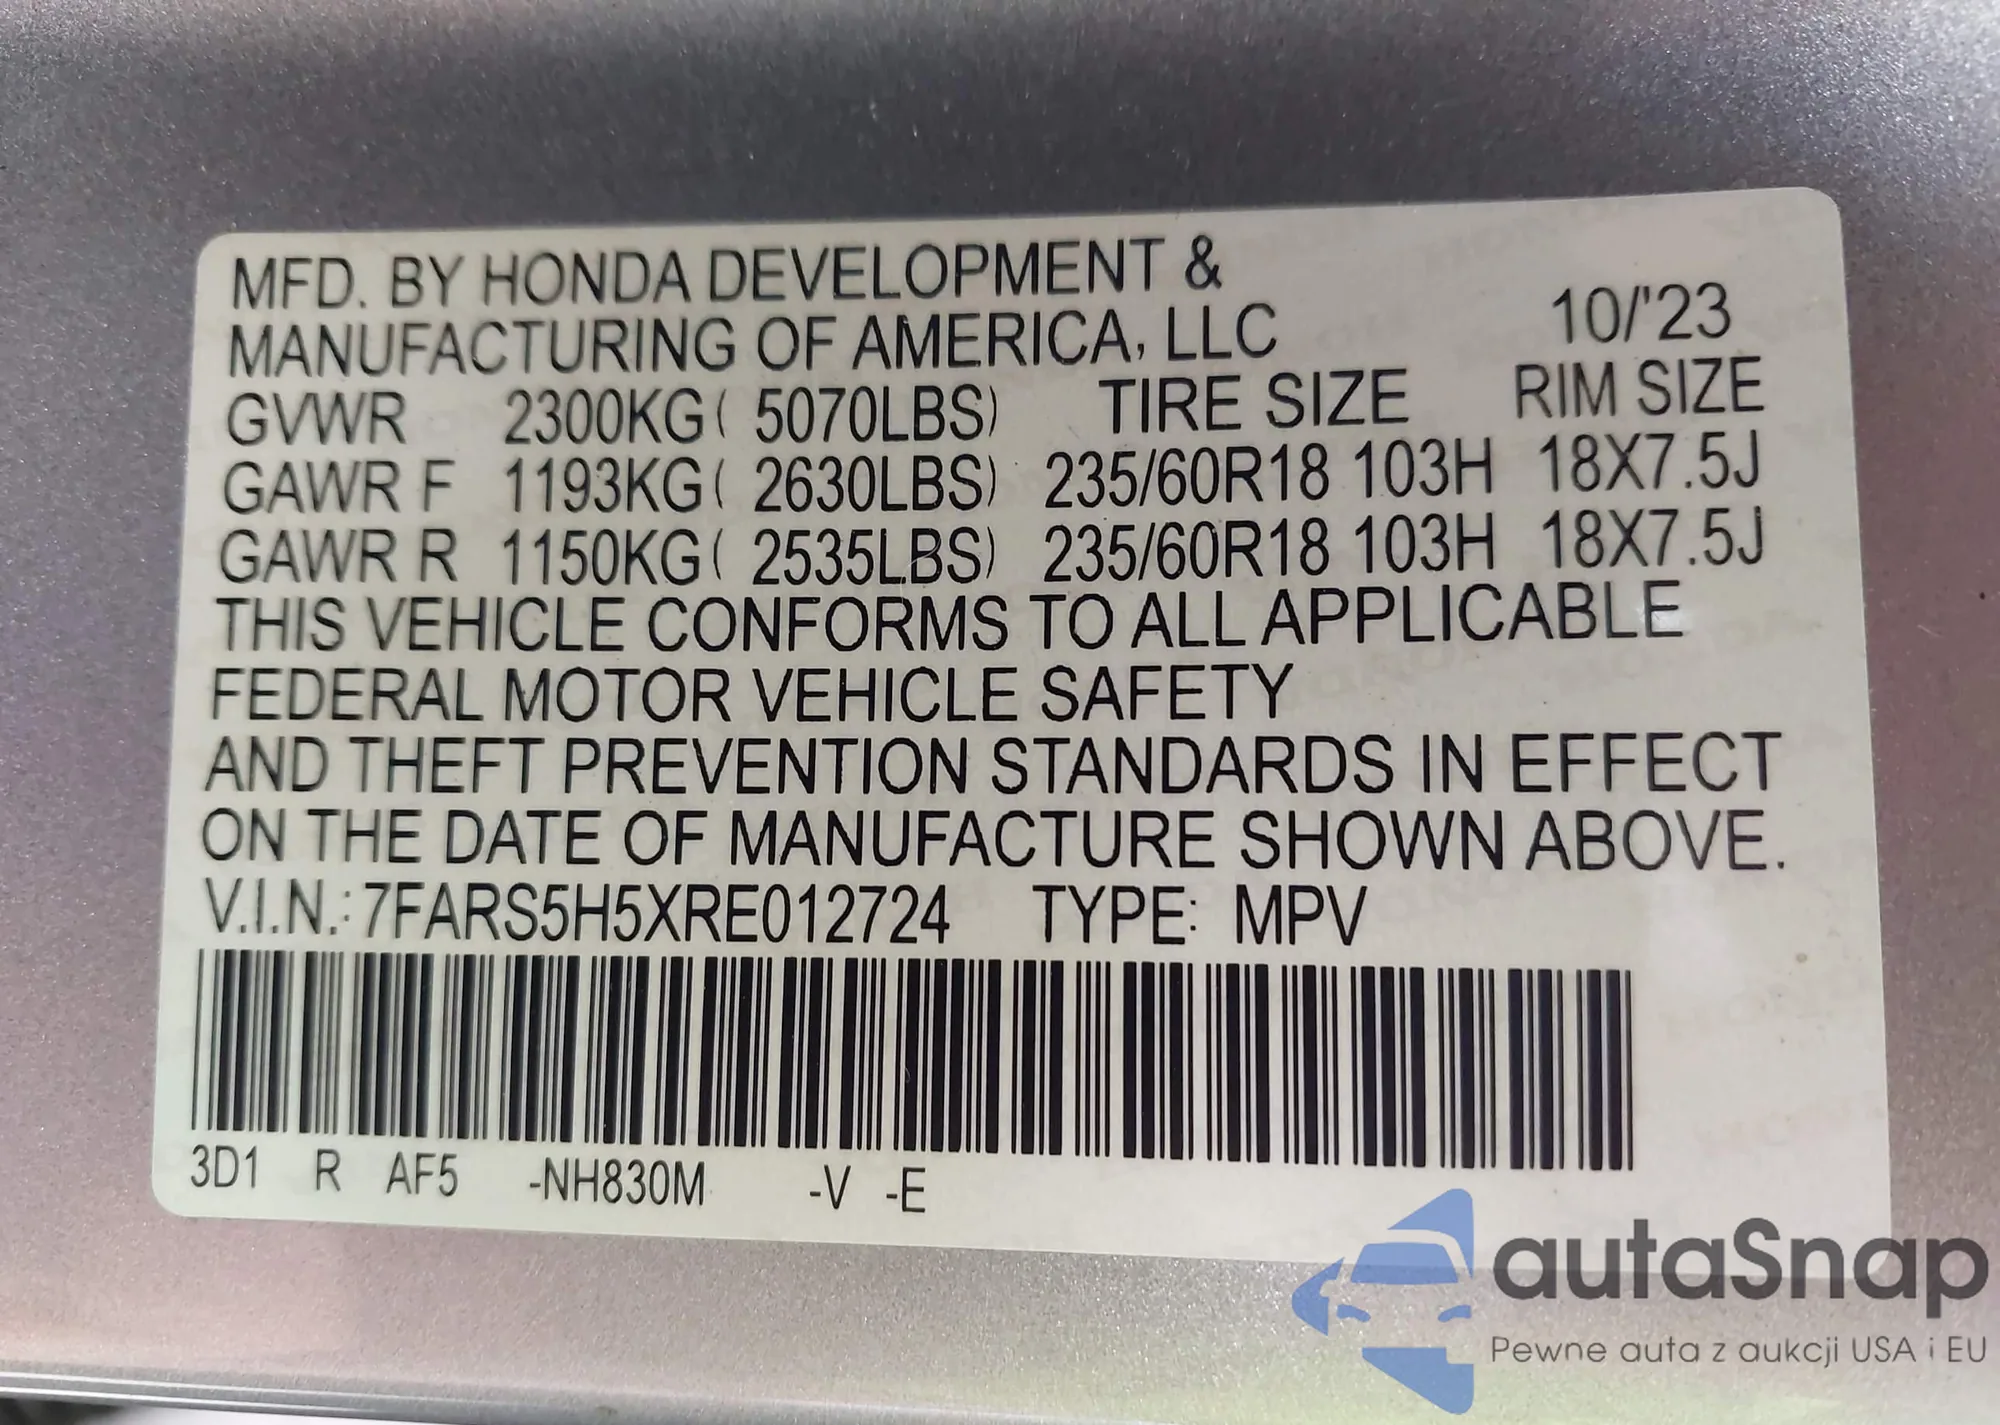 MFD. BY HONDA DEVELOPMENT &
MANUFACTURING OF AMERICA, LLC 10/'23
GVWR 2300KG( 5070LBS) TIRE SIZE RIM SIZE
GAWR F 1193KG( 2630LBS) 235/60R18 103H 18X7.5J
GAWR R 1150KG( 2535LBS) 235/60R18 103H 18X7.5J
THIS VEHICLE CONFORMS TO ALL APPLICABLE
FEDERAL MOTOR VEHICLE SAFETY
AND THEFT PREVENTION STANDARDS IN EFFECT
ON THE DATE OF MANUFACTURE SHOWN ABOVE.
V.I.N.: 7FARS5H5XRE012724 TYPE: MPV
3D1 R AF5 -NH830M -V -E
autaSnap
Pewne auta z aukcji USA i EU